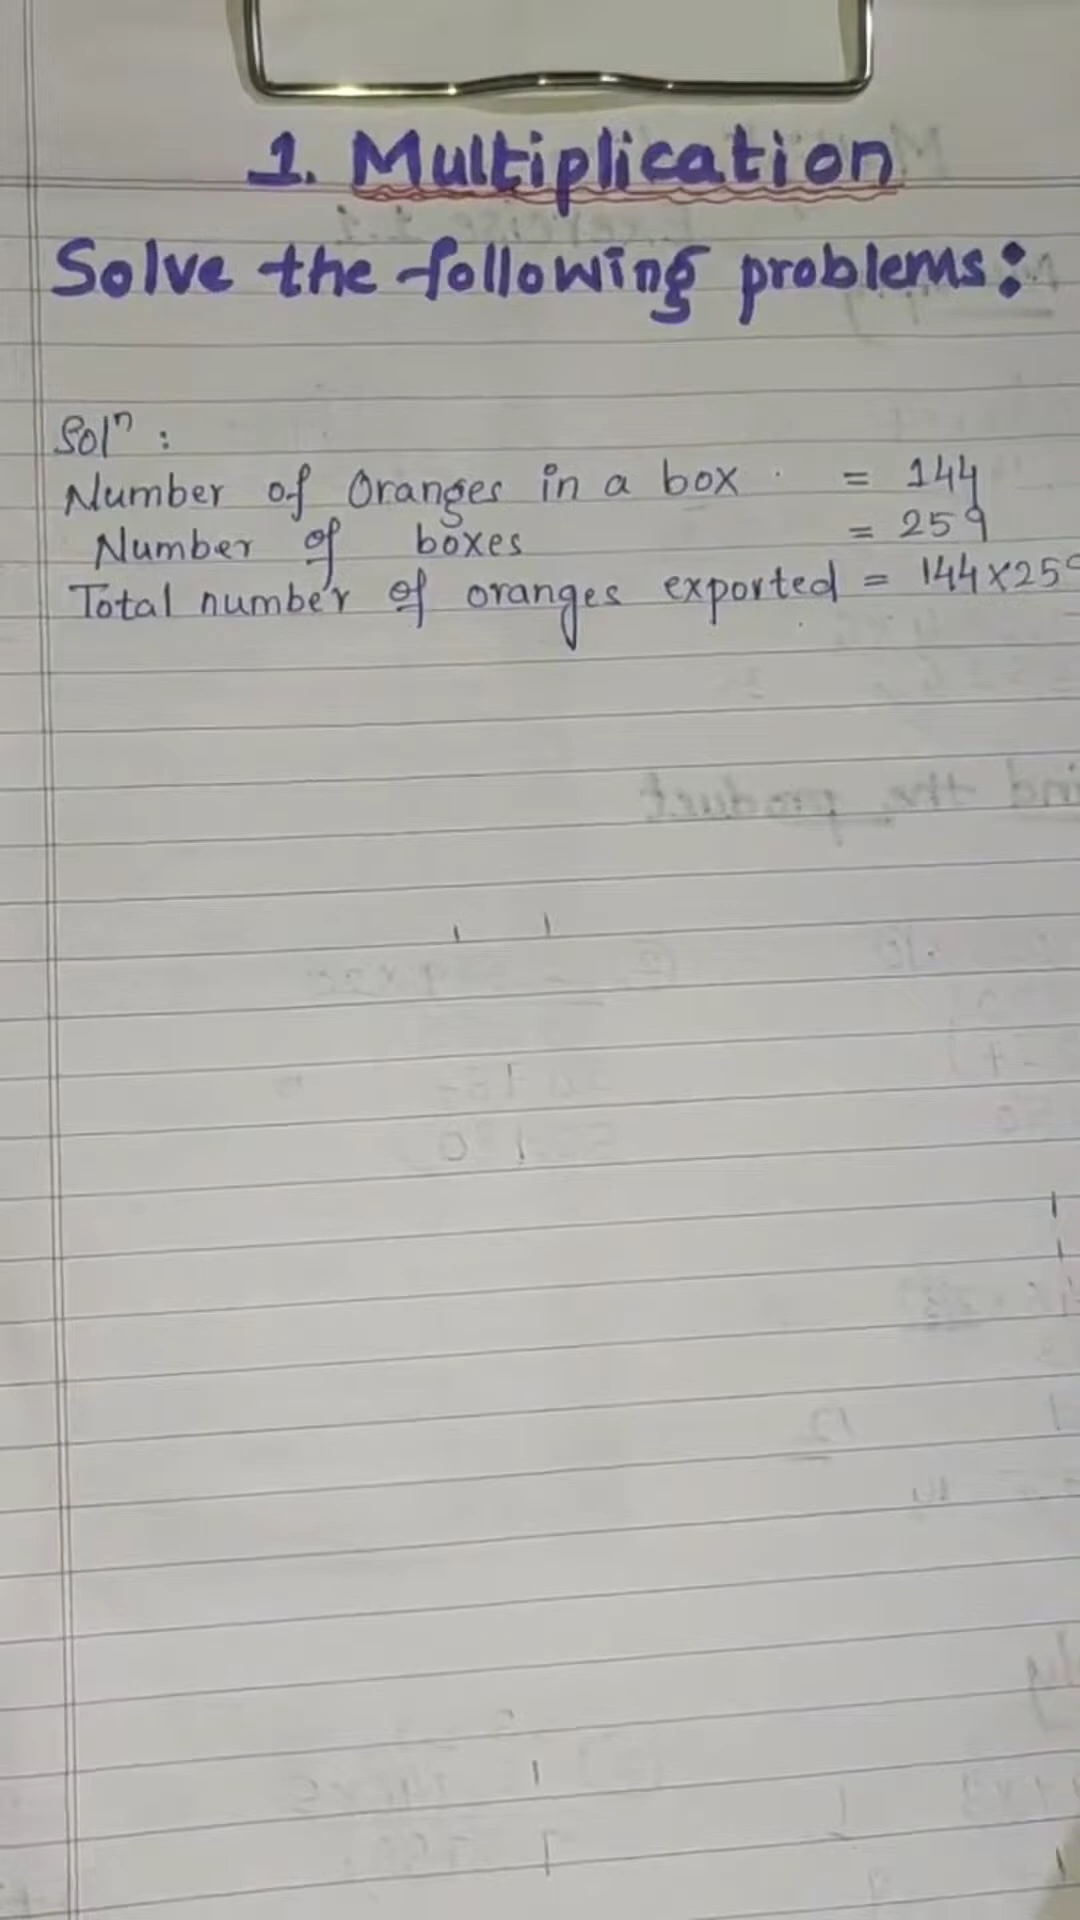 1. Multiplication
Solve the following problems:
Solⁿ :
Number of Oranges in a box = 144
Number of boxes = 259
Total number of oranges exported = 144×259